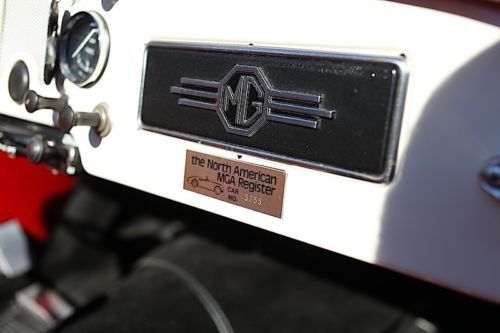 MG
the North American
MGA Register
CAR
NO. 5755